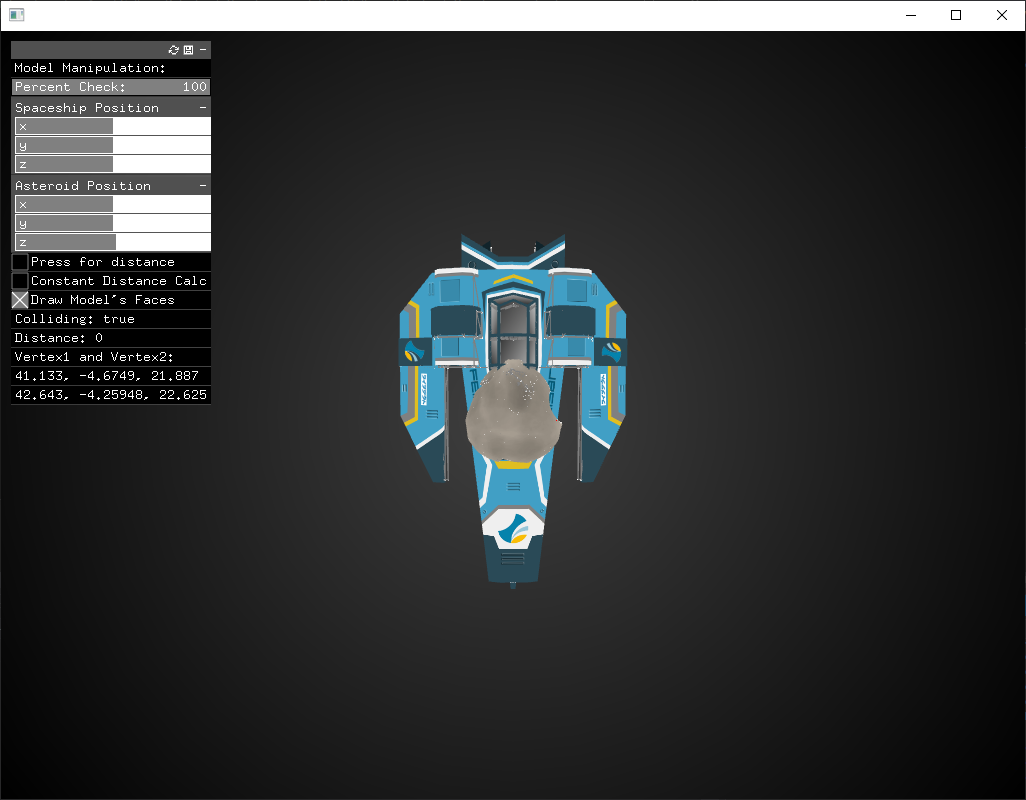 Model Manipulation:
Percent Check: 100
Spaceship Position -
x
y
z
Asteroid Position -
x
y
z
Press for distance
Constant Distance Calc
Draw Model's Faces
Colliding: true
Distance: 0
Vertex1 and Vertex2:
41.133, -4.6749, 21.887
42.643, -4.25948, 22.625